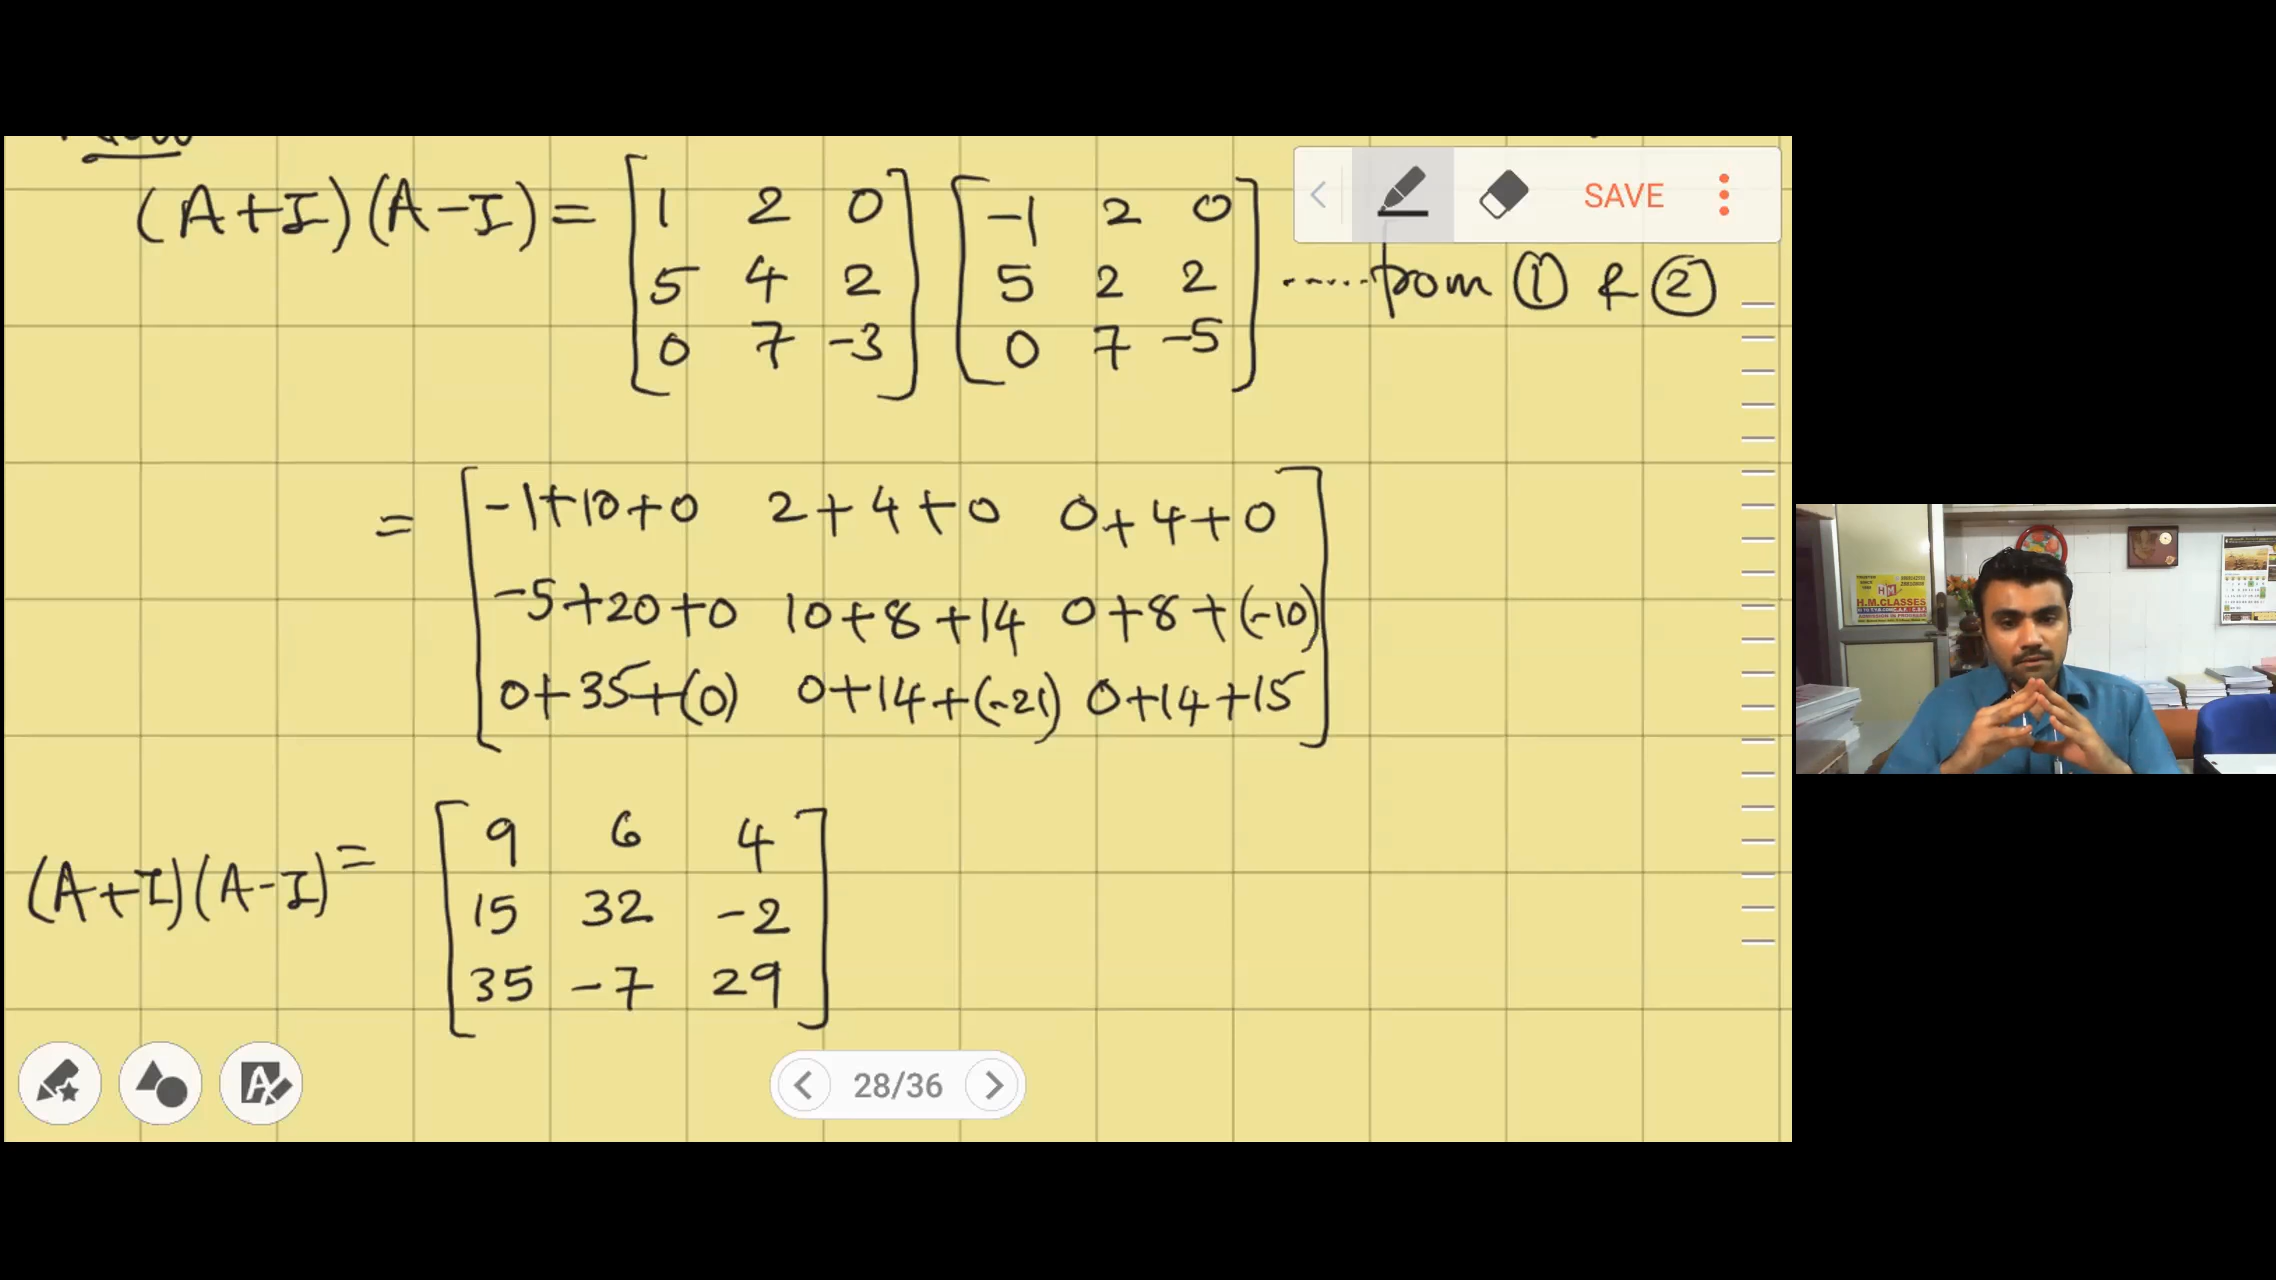 (A+I)(A-I) = [1 2 0 [-1 2 0
SAVE
5 4 2 5 2 2 ......from ① & ②
0 7 -3] 0 7 -5]
= [-1+10+0 2+4+0 0+4+0
-5+20+0 10+8+14 0+8+(-10)
0+35+(0) 0+14+(-21) 0+14+15]
(A+I)(A-I) = [9 6 4
15 32 -2
35 -7 29]
28/36
H.M.CLASSES